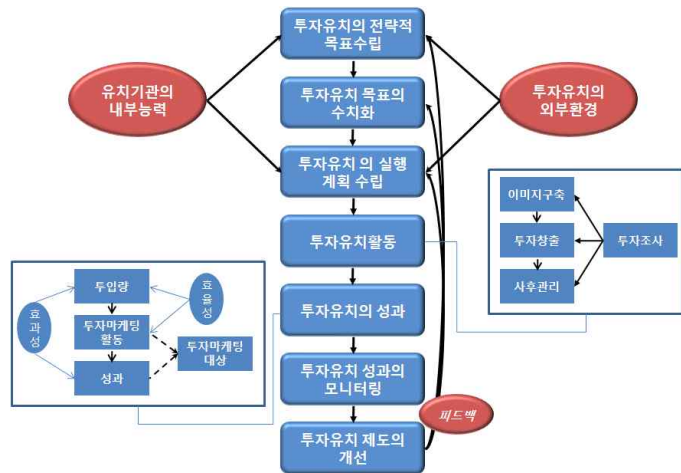 투자유치의 전략적
목표수립
유치기관의
내부능력
투자유치 목표의
수치화
투자유치의
외부환경
투자유치 의 실행
계획 수립
이미지구축
투자유치활동
투자창출
투자조사
사후관리
투입량
효과성
효율성
투자마케팅
활동
투자마케팅
대상
성과
투자유치의 성과
투자유치 성과의
모니터링
피드백
투자유치 제도의
개선